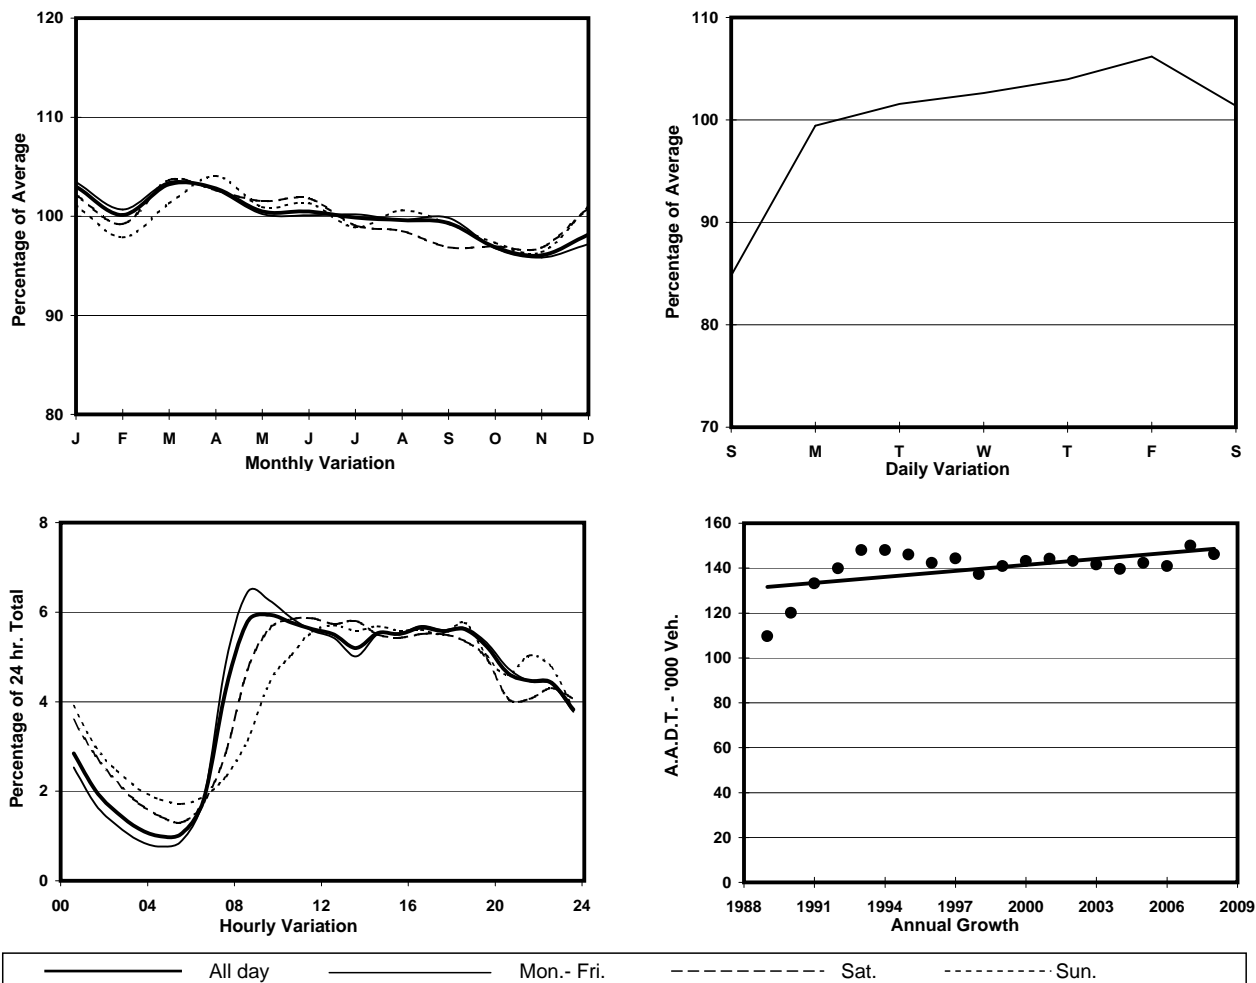 120
110
100
90
80
Percentage of Average
J F M A M J J A S O N D
Monthly Variation
110
100
90
80
70
Percentage of Average
S M T W T F S
Daily Variation
8
6
4
2
0
Percentage of 24 hr. Total
00 04 08 12 16 20 24
Hourly Variation
160
140
120
100
80
60
40
20
0
A.A.D.T. - '000 Veh.
1988 1991 1994 1997 2000 2003 2006 2009
Annual Growth
All day Mon.- Fri. Sat. Sun.